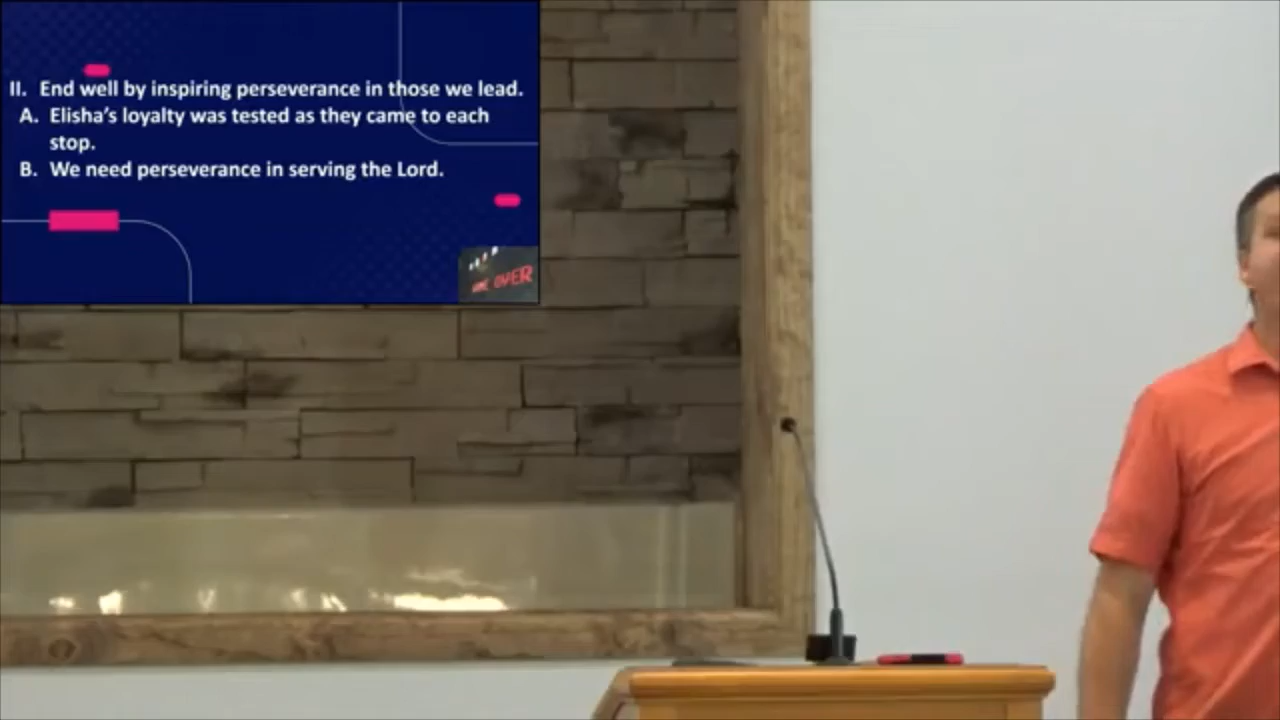 II. End well by inspiring perseverance in those we lead.
A. Elisha's loyalty was tested as they came to each
stop.
B. We need perseverance in serving the Lord.
OVER